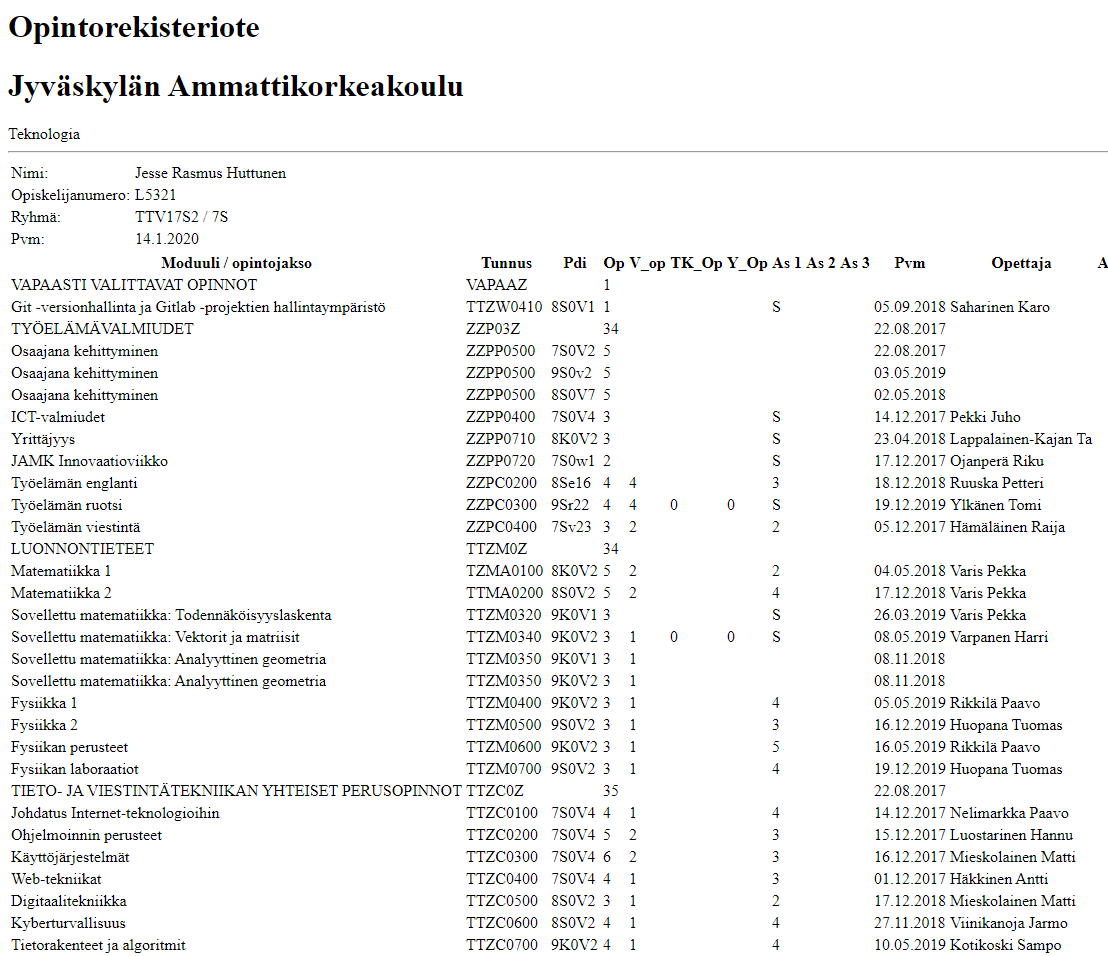 Opintorekisteriote
Jyväskylän Ammattikorkeakoulu
Teknologia
Nimi: Jesse Rasmus Huttunen
Opiskelijanumero: L5321
Ryhmä: TTV17S2 / 7S
Pvm: 14.1.2020
Moduuli / opintojakso Tunnus Pdi Op V_op TK_Op Y_Op As 1 As 2 As 3 Pvm Opettaja A
VAPAASTI VALITTAVAT OPINNOT VAPAAZ 1
Git -versionhallinta ja Gitlab -projektien hallintaympäristö TTZW0410 8S0V1 1 S 05.09.2018 Saharinen Karo
TYÖELÄMÄVALMIUDET ZZP03Z 34 22.08.2017
Osaajana kehittyminen ZZPP0500 7S0V2 5 22.08.2017
Osaajana kehittyminen ZZPP0500 9S0v2 5 03.05.2019
Osaajana kehittyminen ZZPP0500 8S0V7 5 02.05.2018
ICT-valmiudet ZZPP0400 7S0V4 3 S 14.12.2017 Pekki Juho
Yrittäjyys ZZPP0710 8K0V2 3 S 23.04.2018 Lappalainen-Kajan Ta
JAMK Innovaatioviikko ZZPP0720 7S0w1 2 S 17.12.2017 Ojanperä Riku
Työelämän englanti ZZPC0200 8Se16 4 4 3 18.12.2018 Ruuska Petteri
Työelämän ruotsi ZZPC0300 9Sr22 4 4 0 0 S 19.12.2019 Ylkänen Tomi
Työelämän viestintä ZZPC0400 7Sv23 3 2 2 05.12.2017 Hämäläinen Raija
LUONNONTIETEET TTZM0Z 34
Matematiikka 1 TZMA0100 8K0V2 5 2 2 04.05.2018 Varis Pekka
Matematiikka 2 TTMA0200 8S0V2 5 2 4 17.12.2018 Varis Pekka
Sovellettu matematiikka: Todennäköisyyslaskenta TTZM0320 9K0V1 3 S 26.03.2019 Varis Pekka
Sovellettu matematiikka: Vektorit ja matriisit TTZM0340 9K0V2 3 1 0 0 S 08.05.2019 Varpanen Harri
Sovellettu matematiikka: Analyyttinen geometria TTZM0350 9K0V1 3 1 08.11.2018
Sovellettu matematiikka: Analyyttinen geometria TTZM0350 9K0V2 3 1 08.11.2018
Fysiikka 1 TTZM0400 9K0V2 3 1 4 05.05.2019 Rikkilä Paavo
Fysiikka 2 TTZM0500 9S0V2 3 1 3 16.12.2019 Huopana Tuomas
Fysiikan perusteet TTZM0600 9K0V2 3 1 5 16.05.2019 Rikkilä Paavo
Fysiikan laboraatiot TTZM0700 9S0V2 3 1 4 19.12.2019 Huopana Tuomas
TIETO- JA VIESTINTÄTEKNIIKAN YHTEISET PERUSOPINNOT TTZC0Z 35 22.08.2017
Johdatus Internet-teknologioihin TTZC0100 7S0V4 4 1 4 14.12.2017 Nelimarkka Paavo
Ohjelmoinnin perusteet TTZC0200 7S0V4 5 2 3 15.12.2017 Luostarinen Hannu
Käyttöjärjestelmät TTZC0300 7S0V4 6 2 3 16.12.2017 Mieskolainen Matti
Web-tekniikat TTZC0400 7S0V4 4 1 3 01.12.2017 Häkkinen Antti
Digitaalitekniikka TTZC0500 8S0V2 3 1 2 17.12.2018 Mieskolainen Matti
Kyberturvallisuus TTZC0600 8S0V2 4 1 4 27.11.2018 Viinikanoja Jarmo
Tietorakenteet ja algoritmit TTZC0700 9K0V2 4 1 4 10.05.2019 Kotikoski Sampo